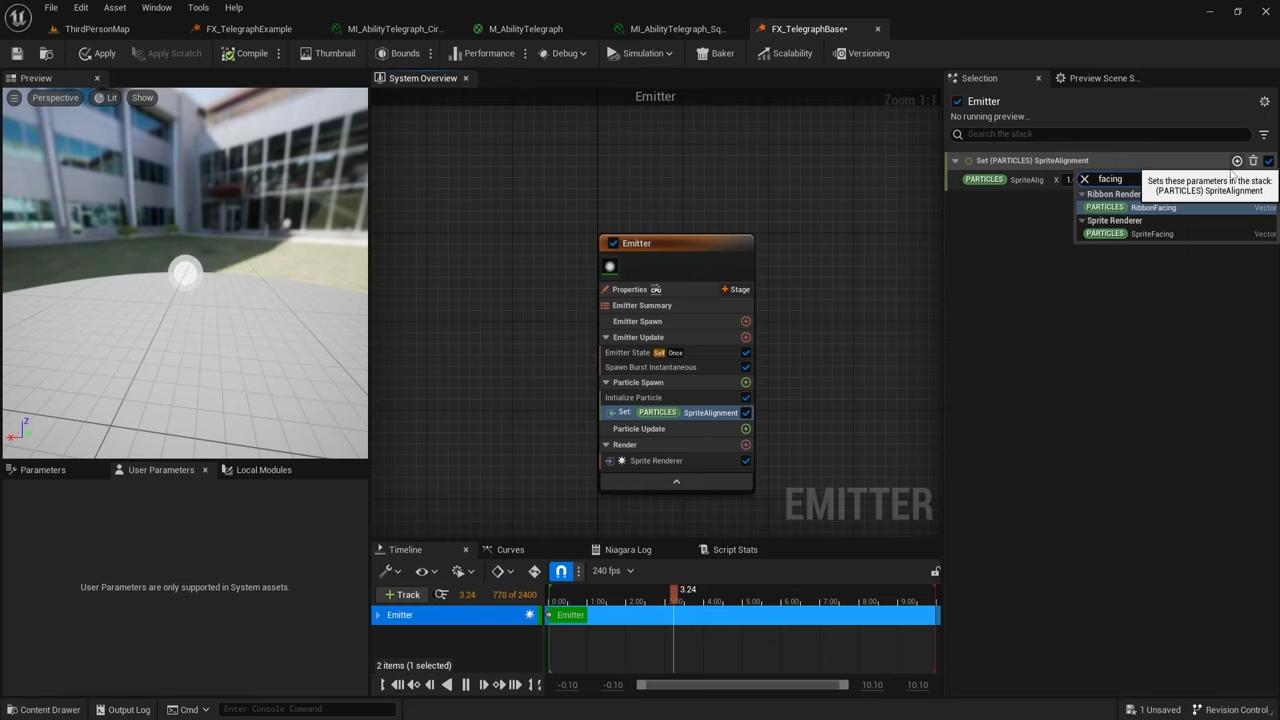 File Edit Asset Window Tools Help
ThirdPersonMap FX_TelegraphExample MI_AbilityTelegraph_Cir... M_AbilityTelegraph MI_AbilityTelegraph_Sq... FX_TelegraphBase*
Apply Apply Scratch Compile Thumbnail Bounds Performance Debug Simulation Baker Scalability Versioning
Preview
Perspective Lit Show
Z
X
System Overview
Emitter
Zoom 1:1
Emitter
Properties CPU + Stage
Emitter Summary
Emitter Spawn
Emitter Update
Emitter State Self Once
Spawn Burst Instantaneous
Particle Spawn
Initialize Particle
Set: PARTICLES SpriteAlignment
Particle Update
Render
Sprite Renderer
EMITTER
Selection Preview Scene S...
Emitter
No running preview...
Search the stack
Set (PARTICLES) SpriteAlignment
PARTICLES SpriteAlig X 1. facing
Sets these parameters in the stack:
(PARTICLES) SpriteAlignment
Ribbon Render
PARTICLES RibbonFacing Vector
Sprite Renderer
PARTICLES SpriteFacing Vector
Parameters User Parameters Local Modules
User Parameters are only supported in System assets.
Timeline Curves Niagara Log Script Stats
240 fps
+ Track 3.24 778 of 2400
3.24
0.00 1.00 2.00 3.00 4.00 5.00 6.00 7.00 8.00 9.00
Emitter Emitter
2 items (1 selected)
-0.10 -0.10 10.10 10.10
Content Drawer Output Log Cmd Enter Console Command 1 Unsaved Revision Control